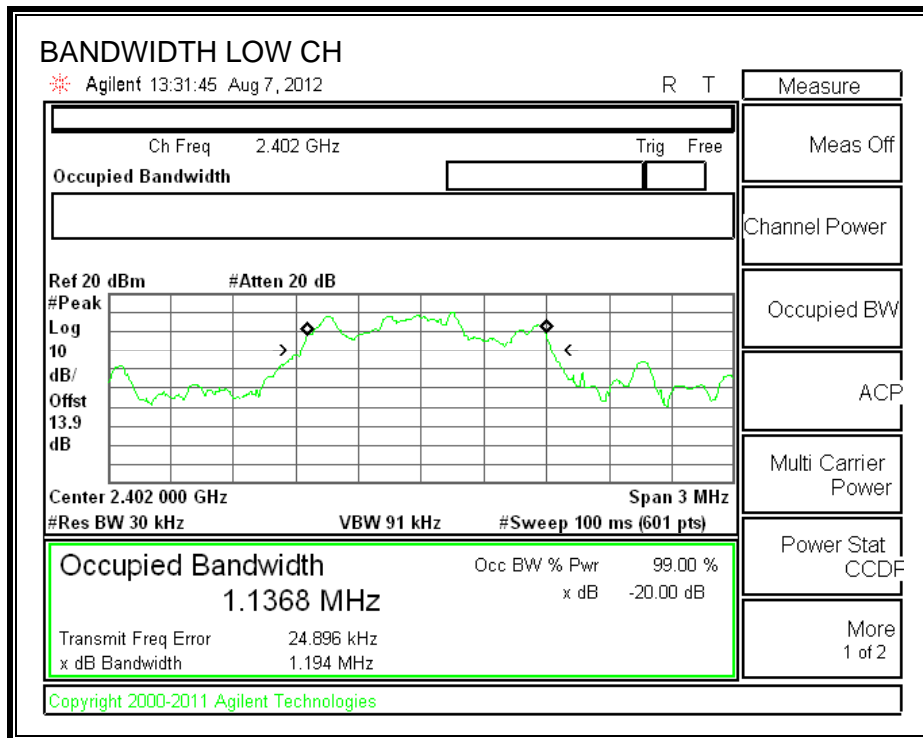 BANDWIDTH LOW CH
Agilent 13:31:45 Aug 7, 2012 R T
Measure
Ch Freq 2.402 GHz Trig Free
Meas Off
Occupied Bandwidth
Channel Power
Ref 20 dBm #Atten 20 dB
#Peak
Log
10
dB/
Offst
13.9
dB
Occupied BW
ACP
Multi Carrier
Power
Center 2.402 000 GHz Span 3 MHz
#Res BW 30 kHz VBW 91 kHz #Sweep 100 ms (601 pts)
Power Stat
CCDF
Occupied Bandwidth Occ BW % Pwr 99.00 %
1.1368 MHz x dB -20.00 dB
Transmit Freq Error 24.896 kHz
x dB Bandwidth 1.194 MHz
More
1 of 2
Copyright 2000-2011 Agilent Technologies